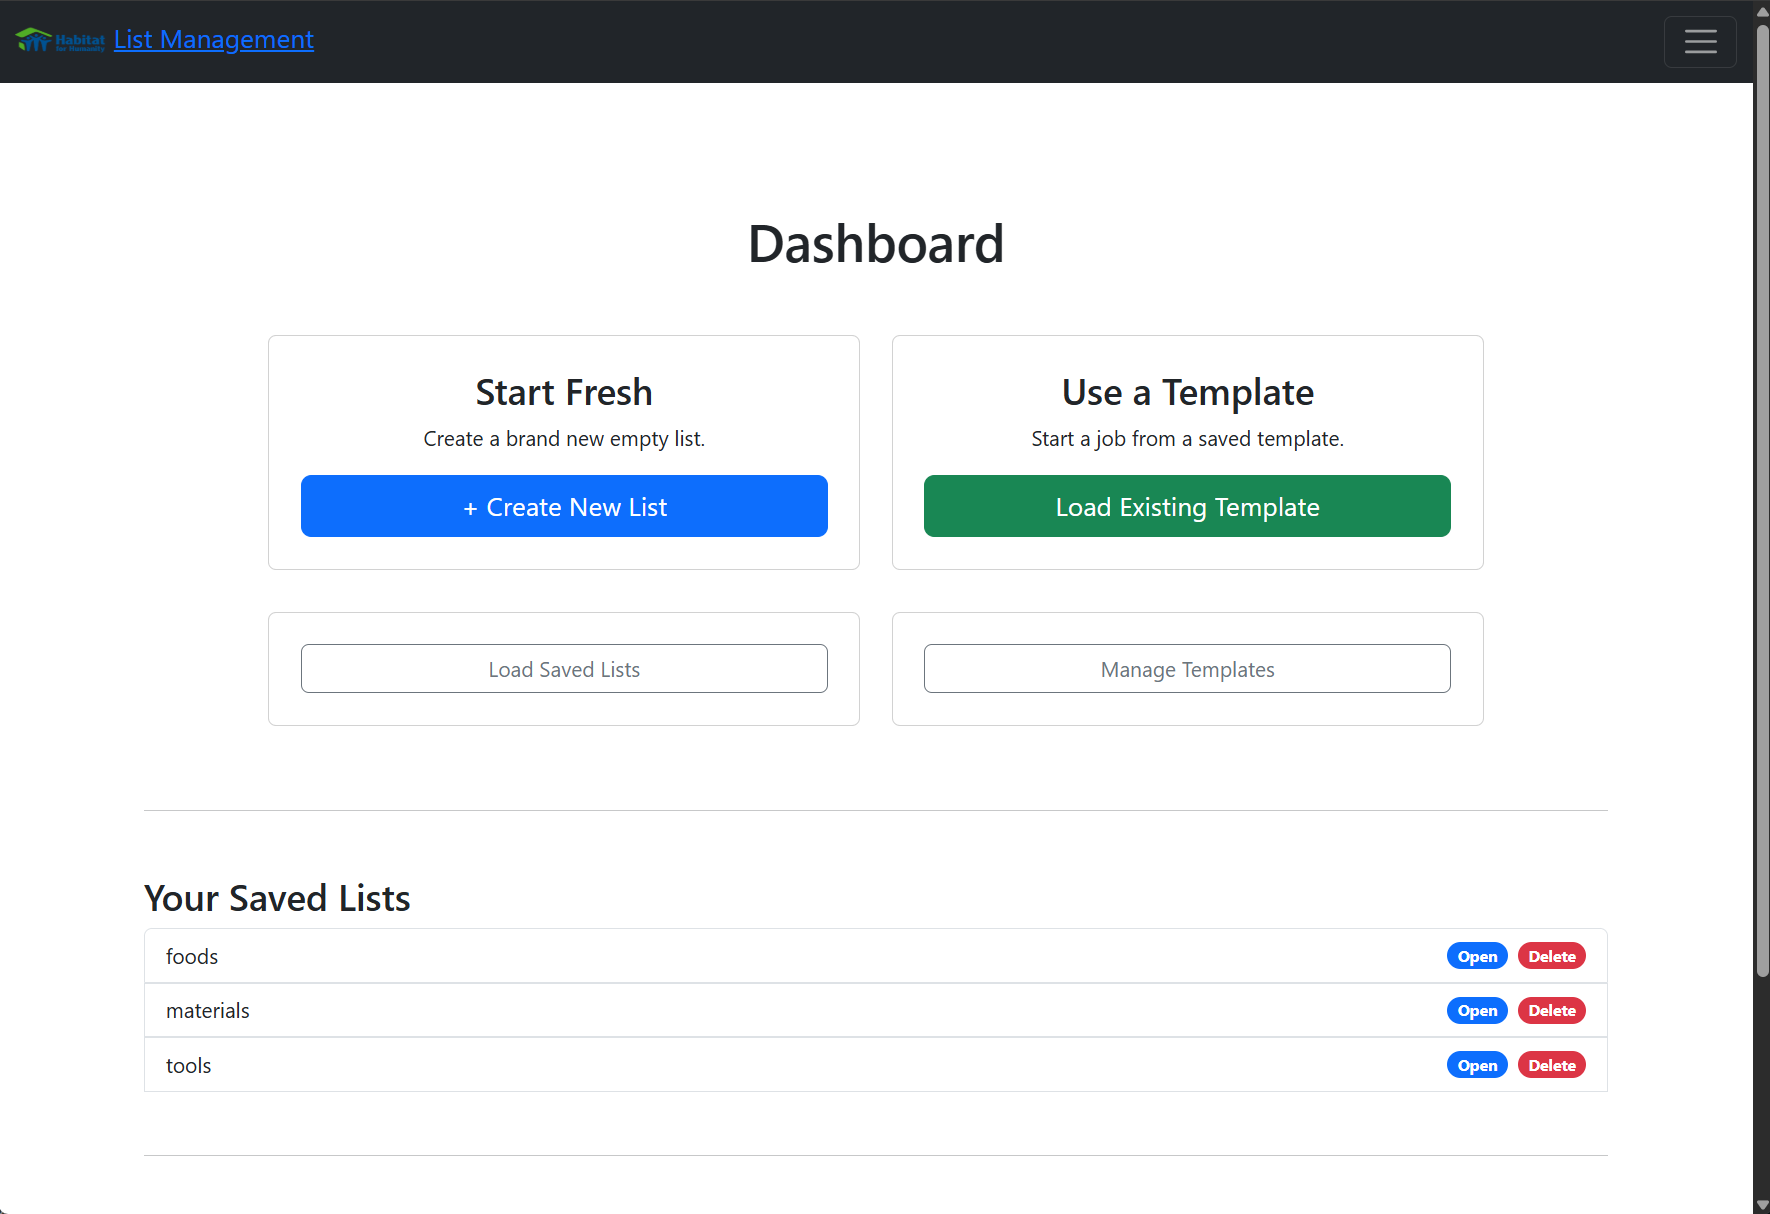 Habitat
for Humanity
List Management
Dashboard
Start Fresh
Create a brand new empty list.
+ Create New List
Use a Template
Start a job from a saved template.
Load Existing Template
Load Saved Lists
Manage Templates
Your Saved Lists
foods Open Delete
materials Open Delete
tools Open Delete